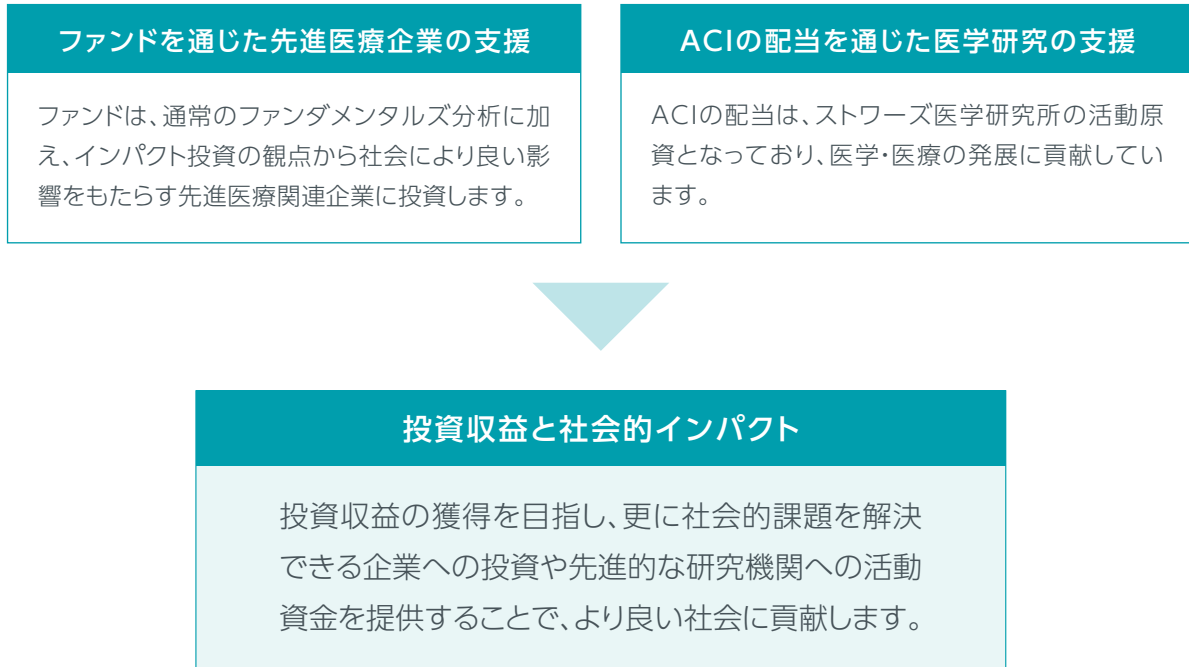 ファンドを通じた先進医療企業の支援
ファンドは、通常のファンダメンタルズ分析に加
え、インパクト投資の観点から社会により良い影
響をもたらす先進医療関連企業に投資します。
ACIの配当を通じた医学研究の支援
ACIの配当は、ストワーズ医学研究所の活動原
資となっており、医学・医療の発展に貢献してい
ます。
投資収益と社会的インパクト
投資収益の獲得を目指し、更に社会的課題を解決
できる企業への投資や先進的な研究機関への活動
資金を提供することで、より良い社会に貢献します。